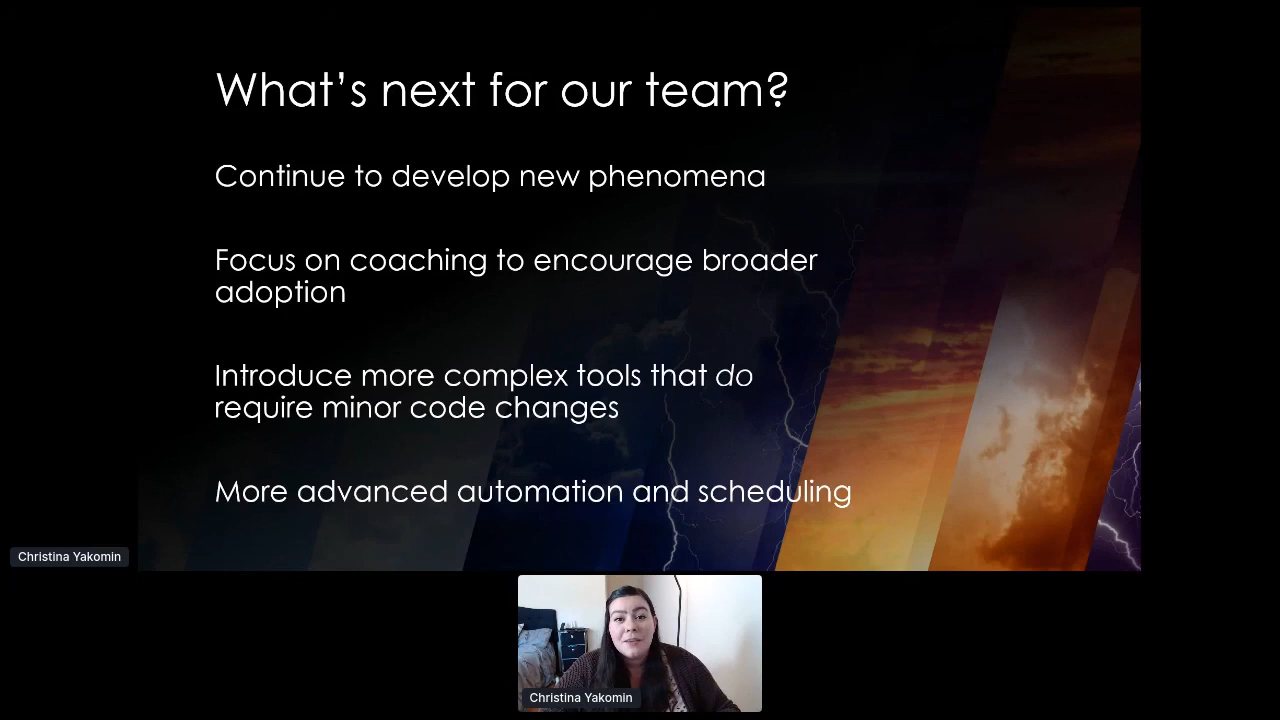 What’s next for our team?
Continue to develop new phenomena
Focus on coaching to encourage broader
adoption
Introduce more complex tools that do
require minor code changes
More advanced automation and scheduling
Christina Yakomin
Christina Yakomin